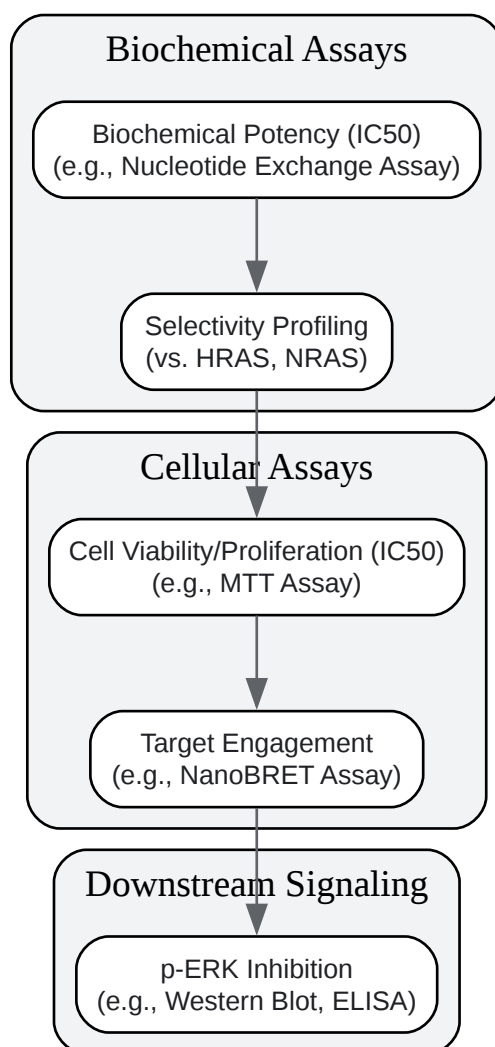 Biochemical Assays
Biochemical Potency (IC50)
(e.g., Nucleotide Exchange Assay)
Selectivity Profiling
(vs. HRAS, NRAS)
Cellular Assays
Cell Viability/Proliferation (IC50)
(e.g., MTT Assay)
Target Engagement
(e.g., NanoBRET Assay)
Downstream Signaling
p-ERK Inhibition
(e.g., Western Blot, ELISA)